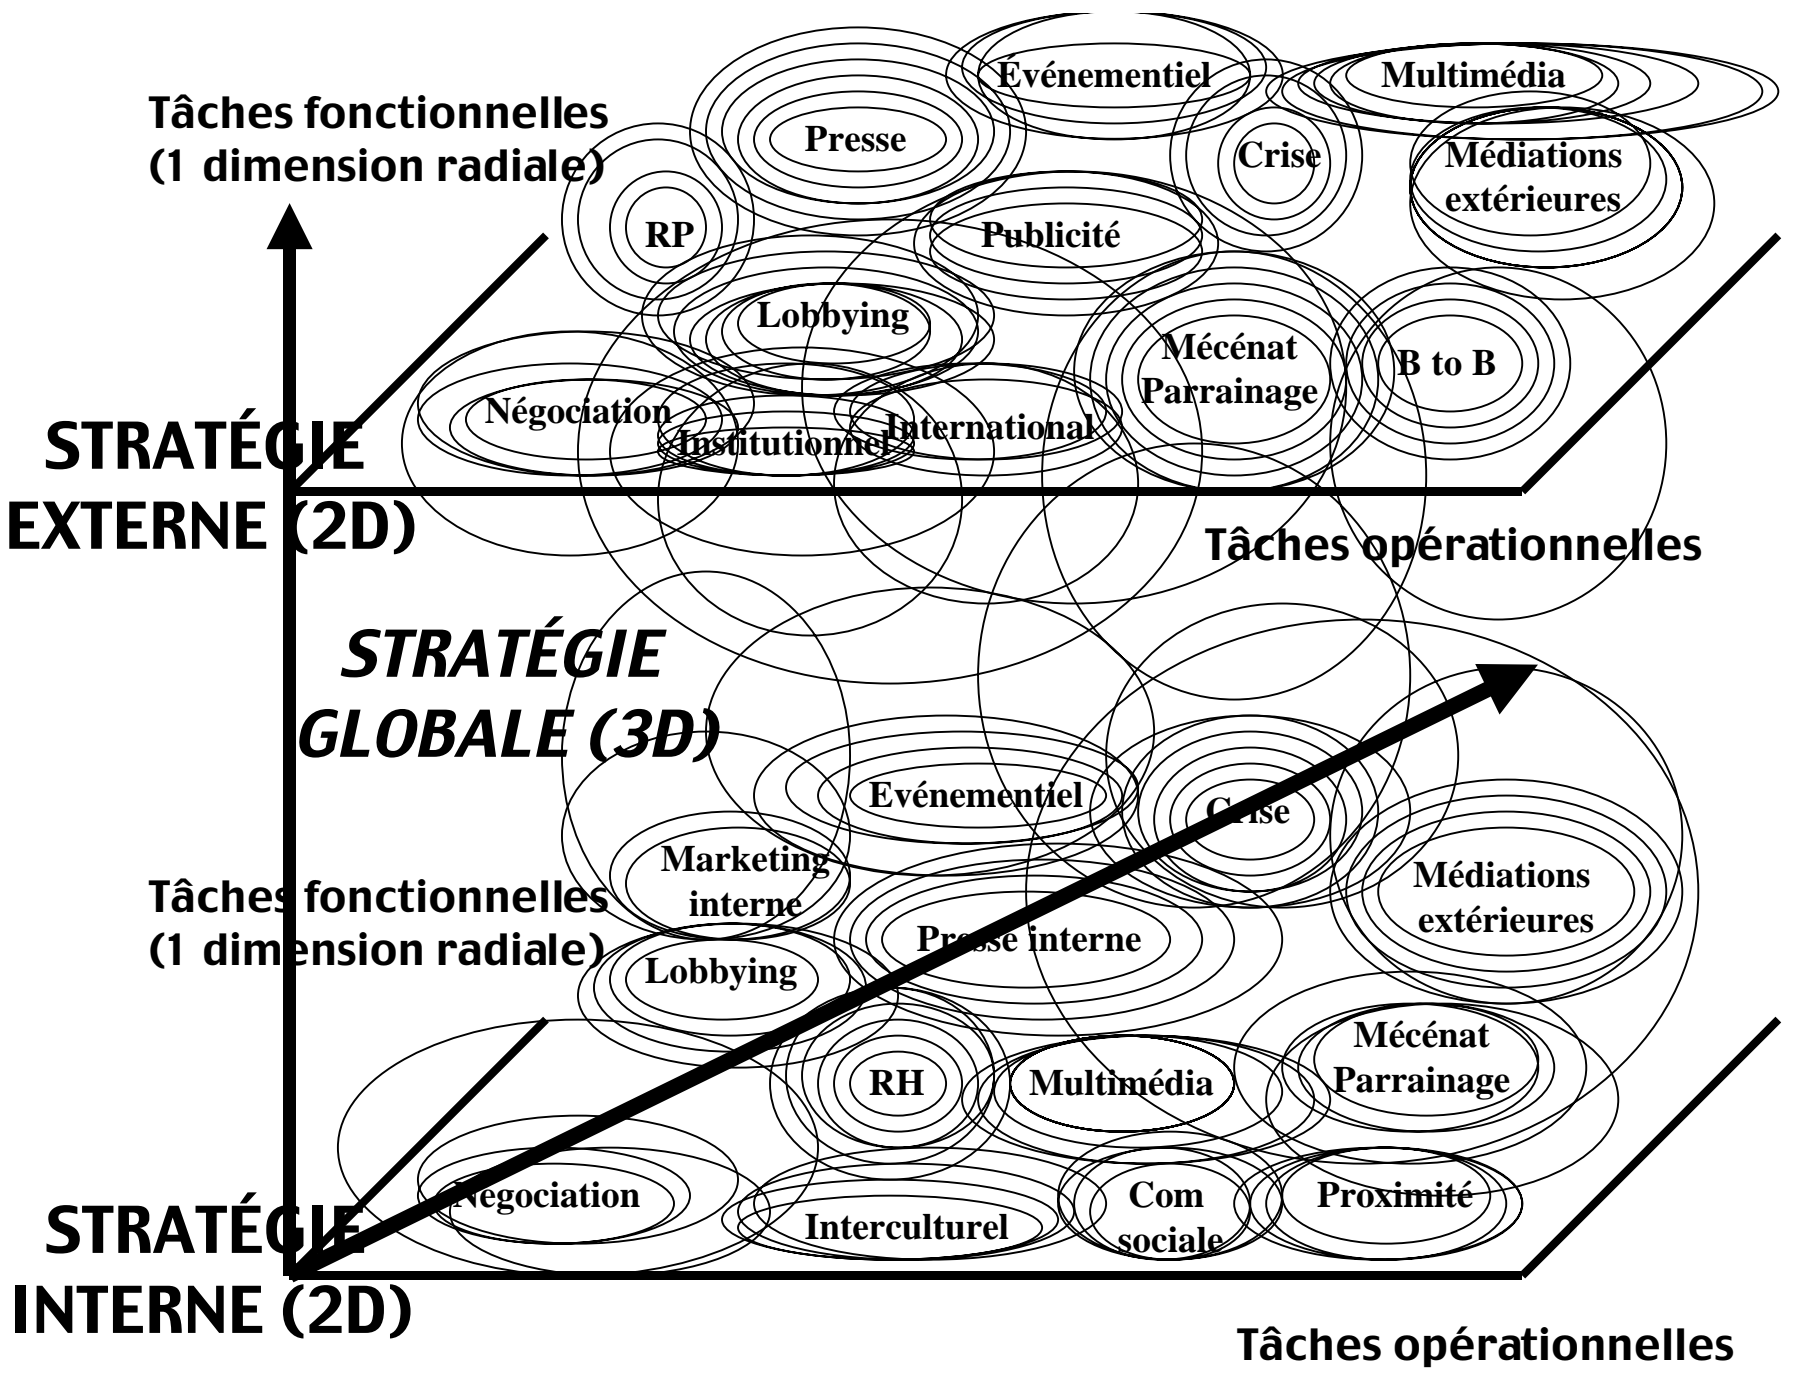 Événementiel
Multimédia
Tâches fonctionnelles
(1 dimension radiale)
Presse
Crise
Médiations
extérieures
RP
Publicité
Lobbying
Mécénat
Parrainage
B to B
Négociation
International
Institutionnel
STRATÉGIE
EXTERNE (2D)
Tâches opérationnelles
STRATÉGIE
GLOBALE (3D)
Evénementiel
Crise
Marketing
interne
Médiations
extérieures
Tâches fonctionnelles
(1 dimension radiale)
Presse interne
Lobbying
Mécénat
Parrainage
RH
Multimédia
Négociation
Com
sociale
Proximité
Interculturel
STRATÉGIE
INTERNE (2D)
Tâches opérationnelles